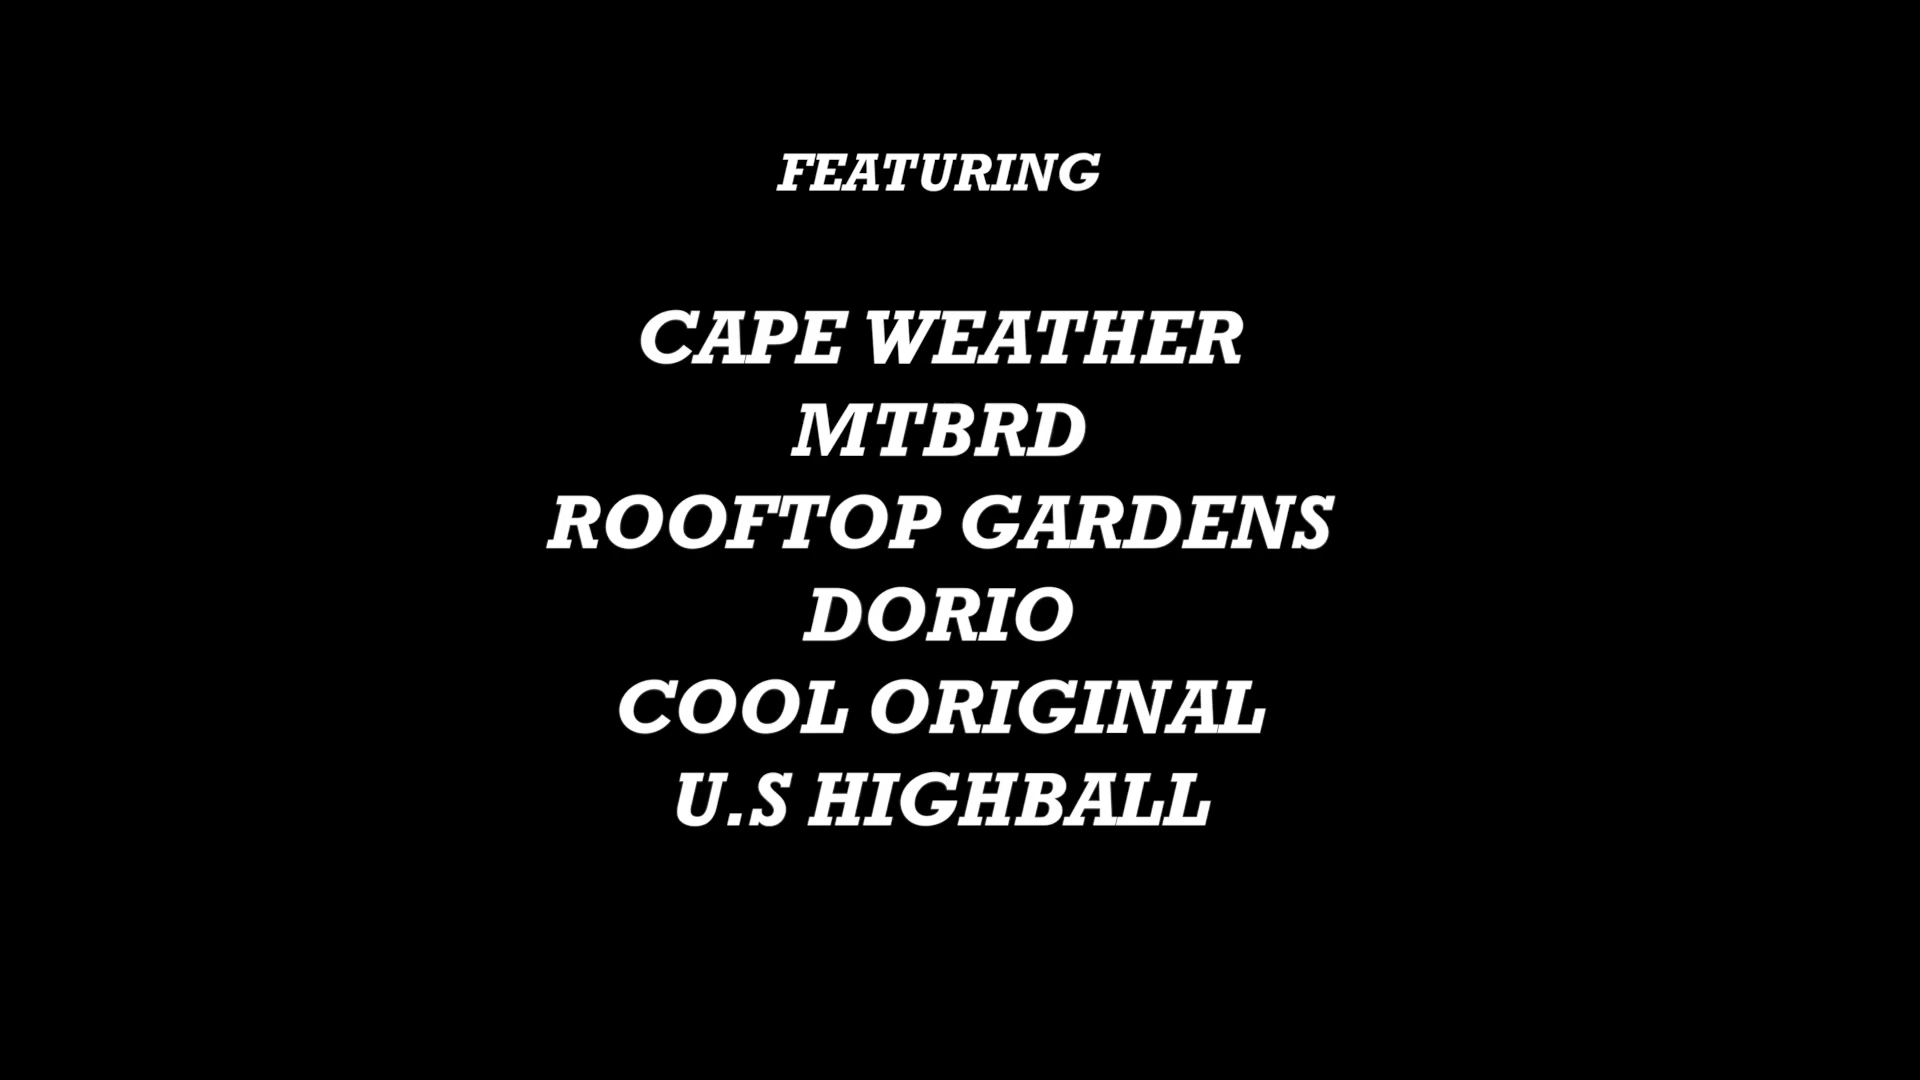 FEATURING
CAPE WEATHER
MTBRD
ROOFTOP GARDENS
DORIO
COOL ORIGINAL
U.S HIGHBALL